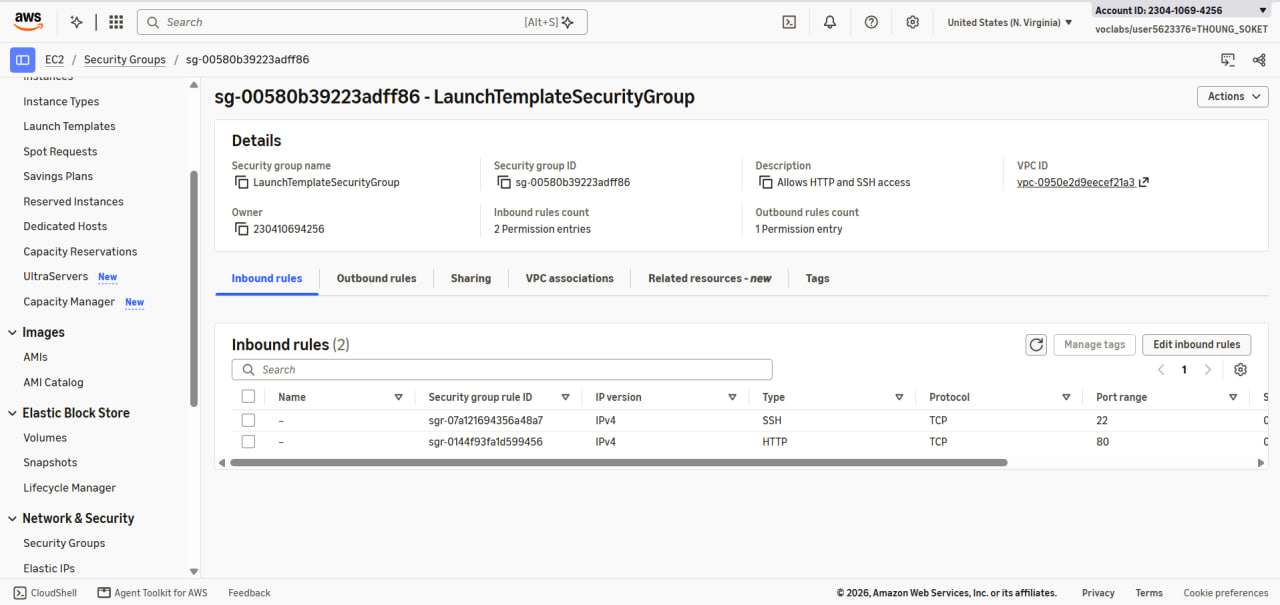 aws
Search [Alt+S]
United States (N. Virginia)
Account ID: 2304-1069-4256
voclabs/user5623376=THOUNG_SOKET
EC2 / Security Groups / sg-00580b39223adff86
Instances
Instance Types
Launch Templates
Spot Requests
Savings Plans
Reserved Instances
Dedicated Hosts
Capacity Reservations
UltraServers New
Capacity Manager New
Images
AMIs
AMI Catalog
Elastic Block Store
Volumes
Snapshots
Lifecycle Manager
Network & Security
Security Groups
Elastic IPs
sg-00580b39223adff86 - LaunchTemplateSecurityGroup
Actions
Details
Security group name
LaunchTemplateSecurityGroup
Security group ID
sg-00580b39223adff86
Description
Allows HTTP and SSH access
VPC ID
vpc-0950e2d9eecef21a3
Owner
230410694256
Inbound rules count
2 Permission entries
Outbound rules count
1 Permission entry
Inbound rules Outbound rules Sharing VPC associations Related resources - new Tags
Inbound rules (2)
Manage tags Edit inbound rules
Search
1
Name Security group rule ID IP version Type Protocol Port range S
– sgr-07a121694356a48a7 IPv4 SSH TCP 22
– sgr-0144f93fa1d599456 IPv4 HTTP TCP 80
CloudShell Agent Toolkit for AWS Feedback
© 2026, Amazon Web Services, Inc. or its affiliates. Privacy Terms Cookie preferences